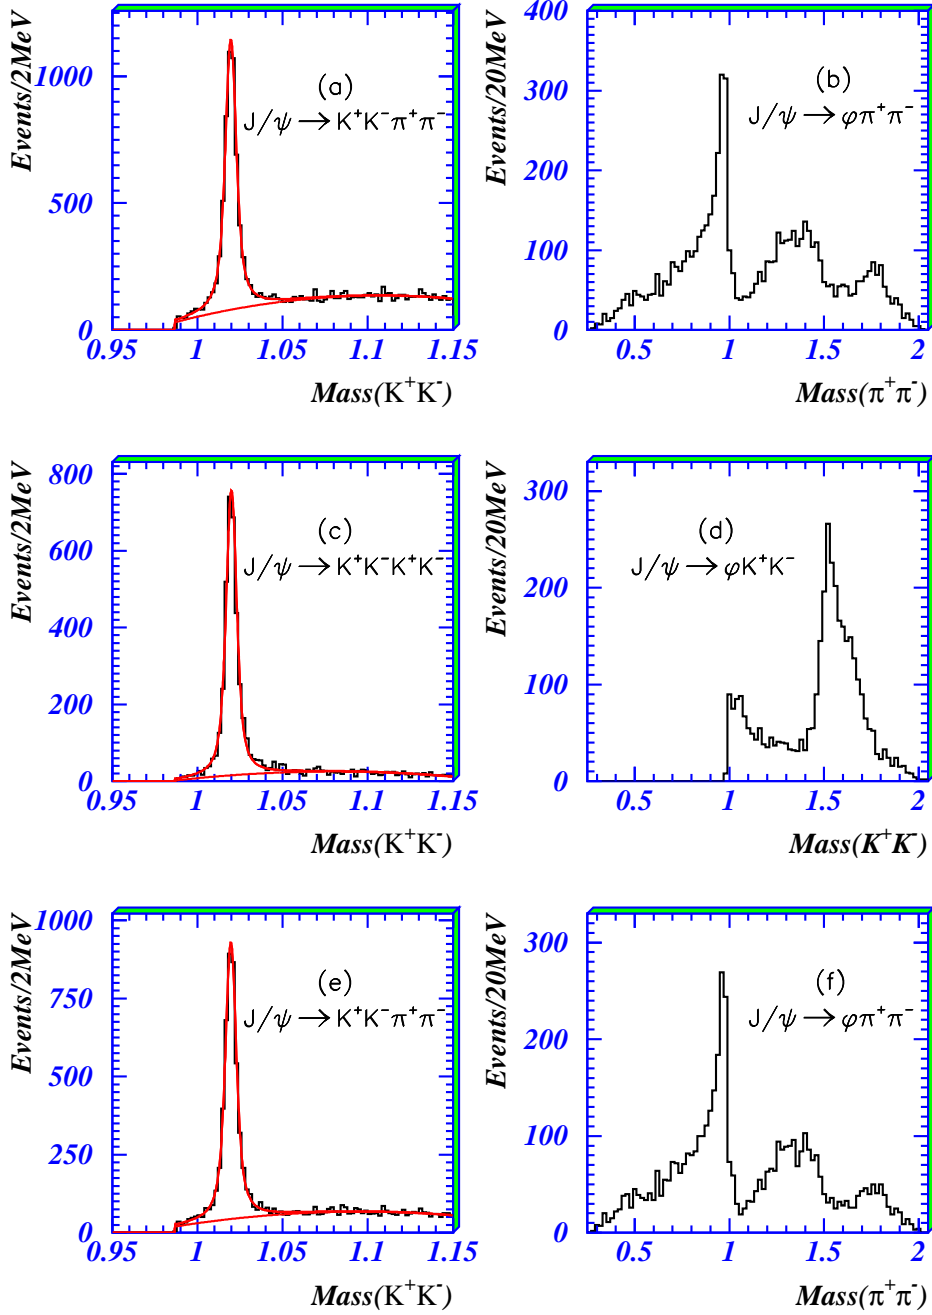 Events/2MeV
1000
500
0
(a)
J/ψ → K⁺K⁻π⁺π⁻
0.95 1 1.05 1.1 1.15
Mass(K⁺K⁻)
Events/20MeV
400
300
200
100
0
(b)
J/ψ → φπ⁺π⁻
0.5 1 1.5 2
Mass(π⁺π⁻)
Events/2MeV
800
600
400
200
0
(c)
J/ψ → K⁺K⁻K⁺K⁻
0.95 1 1.05 1.1 1.15
Mass(K⁺K⁻)
Events/20MeV
300
200
100
0
(d)
J/ψ → φK⁺K⁻
0.5 1 1.5 2
Mass(K⁺K⁻)
Events/2MeV
1000
750
500
250
0
(e)
J/ψ → K⁺K⁻π⁺π⁻
0.95 1 1.05 1.1 1.15
Mass(K⁺K⁻)
Events/20MeV
300
200
100
0
(f)
J/ψ → φπ⁺π⁻
0.5 1 1.5 2
Mass(π⁺π⁻)